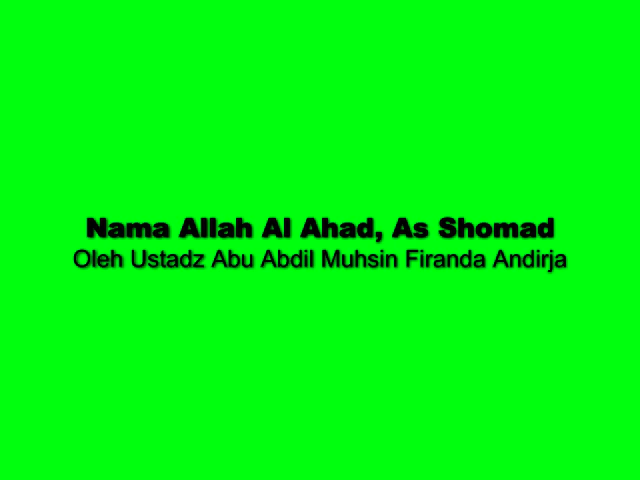 Nama Allah Al Ahad, As Shomad
Oleh Ustadz Abu Abdil Muhsin Firanda Andirja